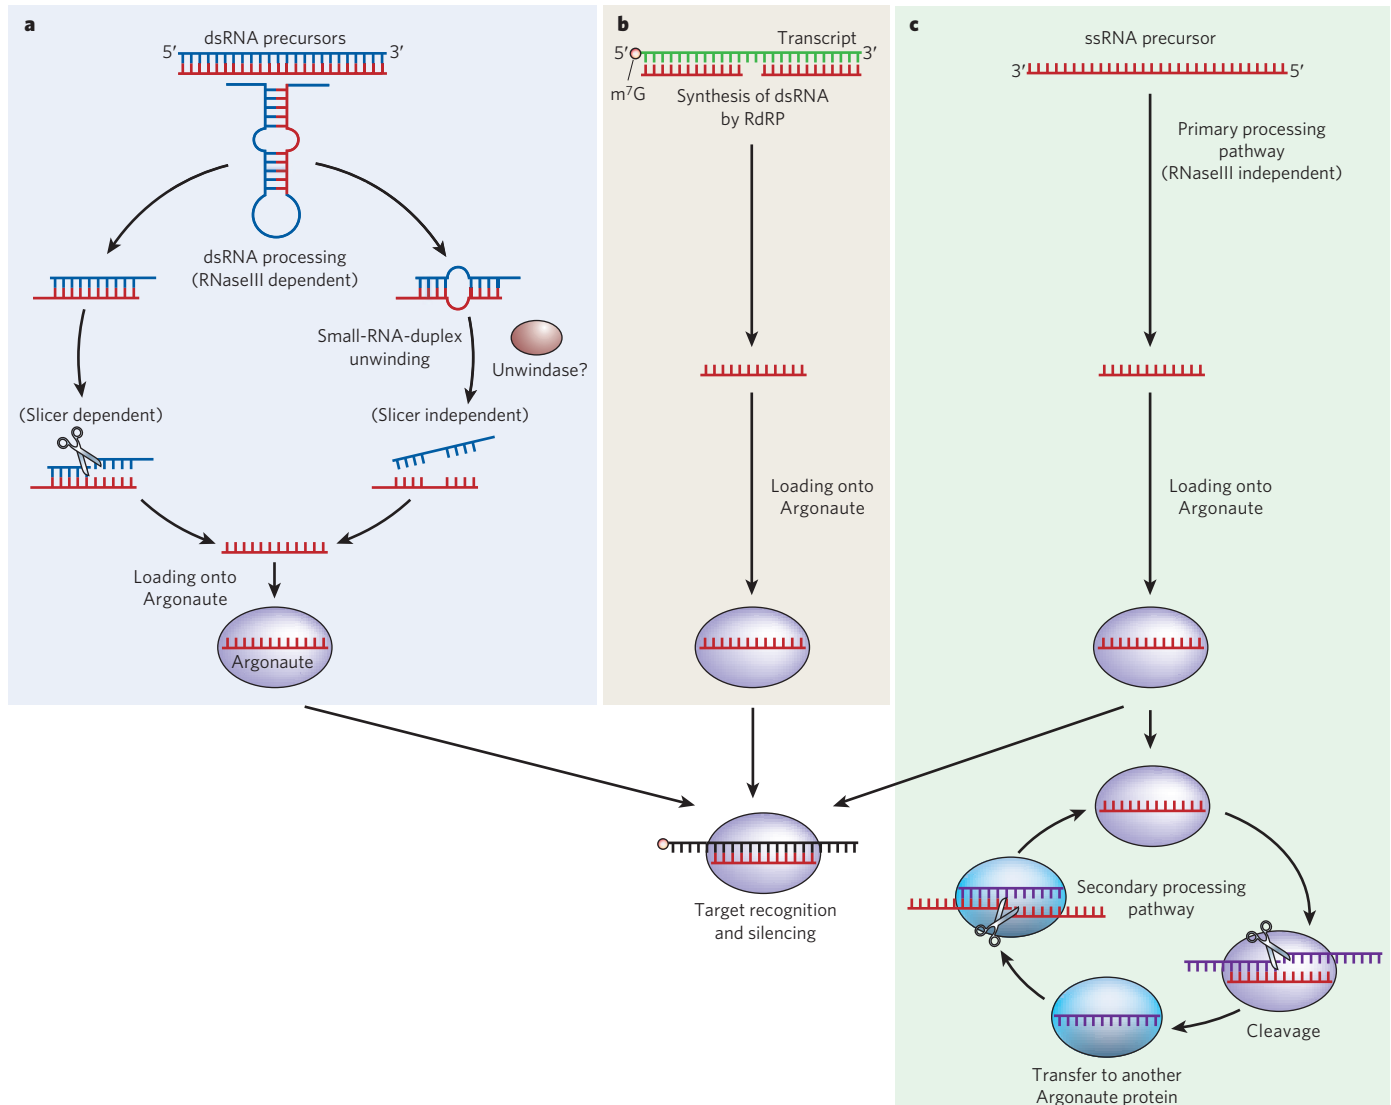 a
dsRNA precursors
5′ 3′
dsRNA processing
(RNaseIII dependent)
Small-RNA-duplex
unwinding
Unwindase?
(Slicer dependent)
(Slicer independent)
Loading onto
Argonaute
Argonaute
b
Transcript
5′ 3′
m⁷G
Synthesis of dsRNA
by RdRP
Loading onto
Argonaute
Target recognition
and silencing
c
ssRNA precursor
3′ 5′
Primary processing
pathway
(RNaseIII independent)
Loading onto
Argonaute
Secondary processing
pathway
Cleavage
Transfer to another
Argonaute protein